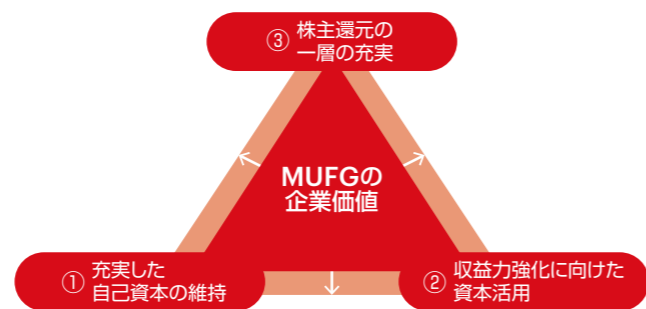 ③ 株主還元の
一層の充実
MUFGの
企業価値
① 充実した
自己資本の維持
② 収益力強化に向けた
資本活用